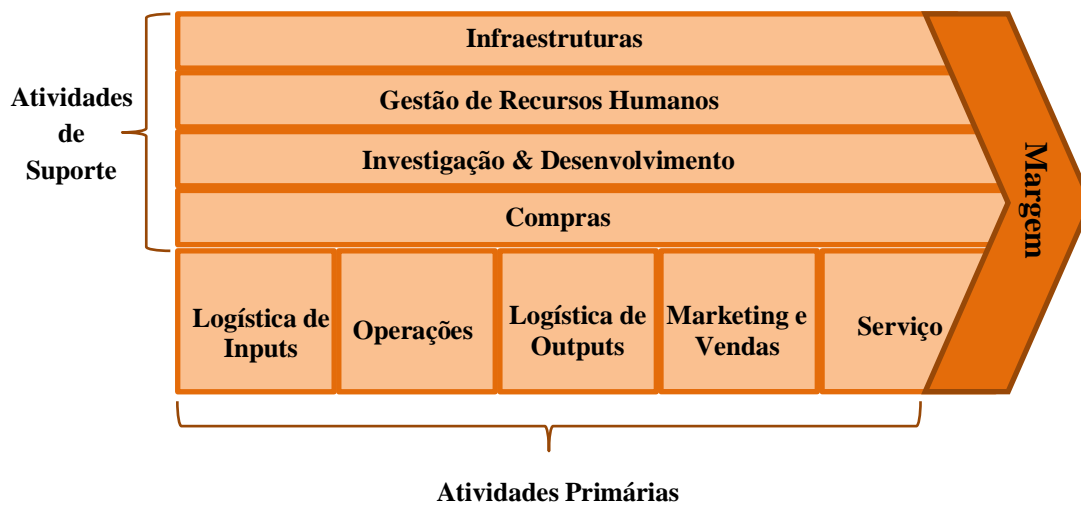 Infraestruturas
Atividades
de
Suporte
Gestão de Recursos Humanos
Investigação & Desenvolvimento
Compras
Margem
Logística de
Inputs
Operações
Logística de
Outputs
Marketing e
Vendas
Serviço
Atividades Primárias